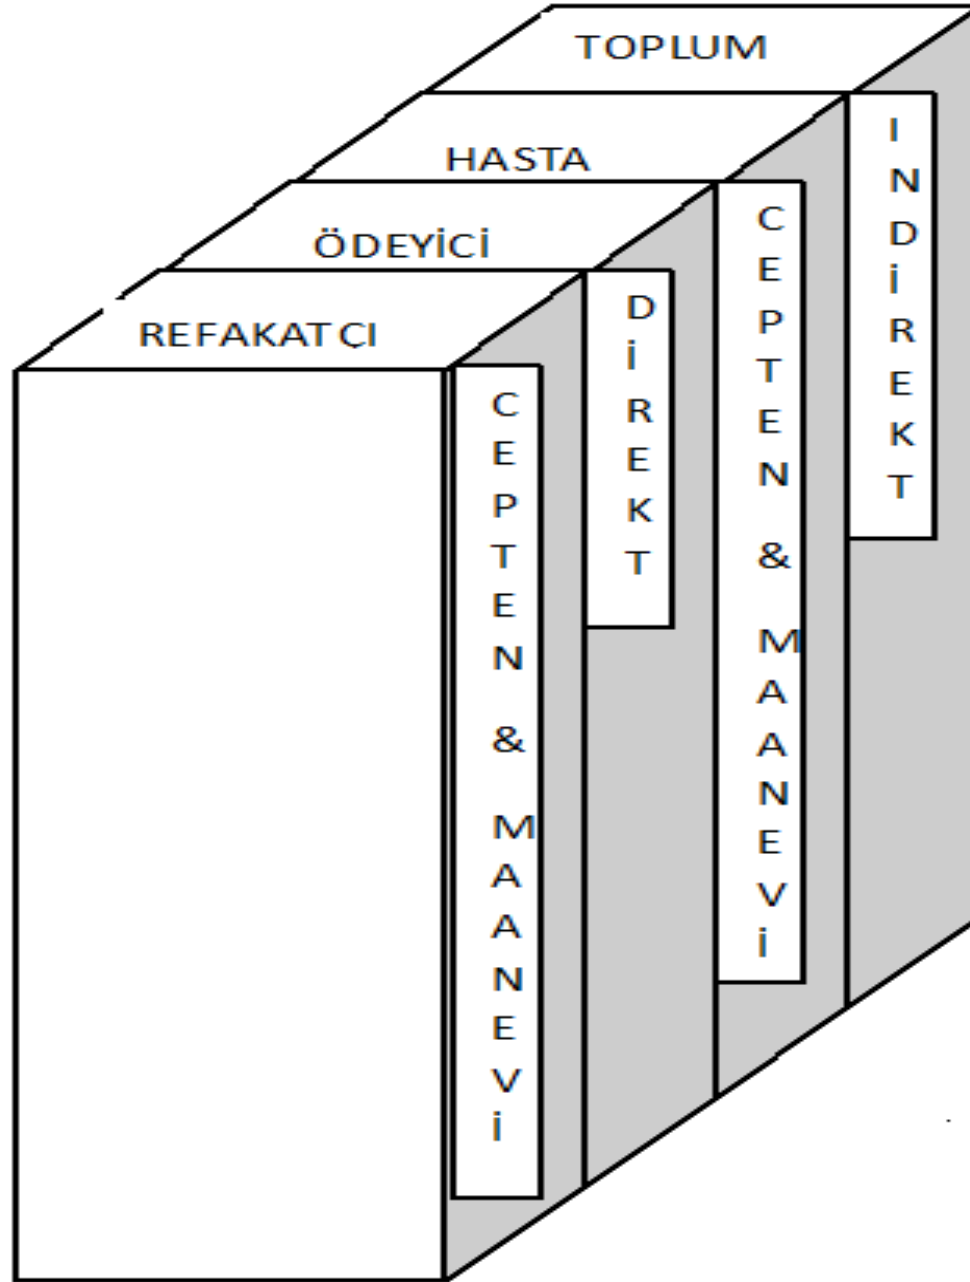 TOPLUM
HASTA
ÖDEYİCİ
REFAKATÇI
CEPTEN & MAANEVİ
DİREKT
CEPTEN & MAANEVİ
INDİREKT